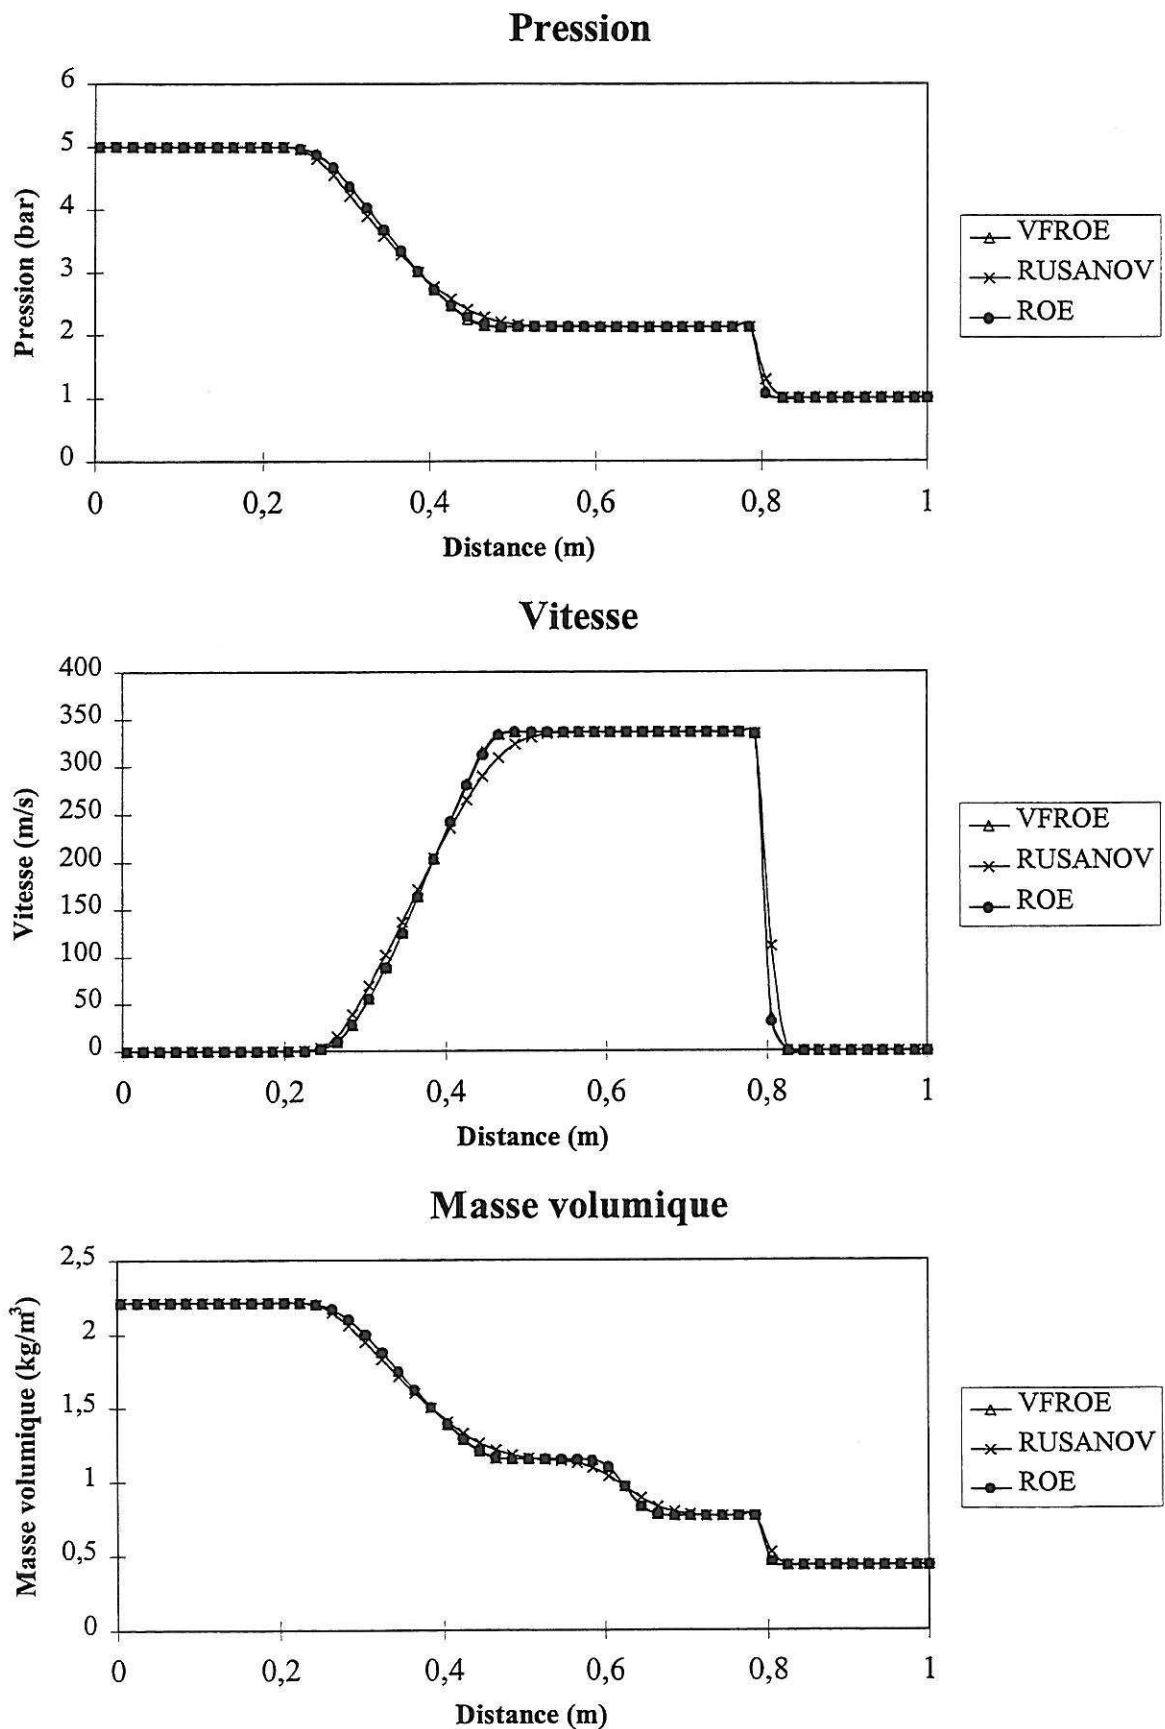 Pression
6
5
4
3
2
1
0
Pression (bar)
0 0,2 0,4 0,6 0,8 1
Distance (m)
VFROE
RUSANOV
ROE
Vitesse
400
350
300
250
200
150
100
50
0
Vitesse (m/s)
0 0,2 0,4 0,6 0,8 1
Distance (m)
VFROE
RUSANOV
ROE
Masse volumique
2,5
2
1,5
1
0,5
0
Masse volumique (kg/m³)
0 0,2 0,4 0,6 0,8 1
Distance (m)
VFROE
RUSANOV
ROE